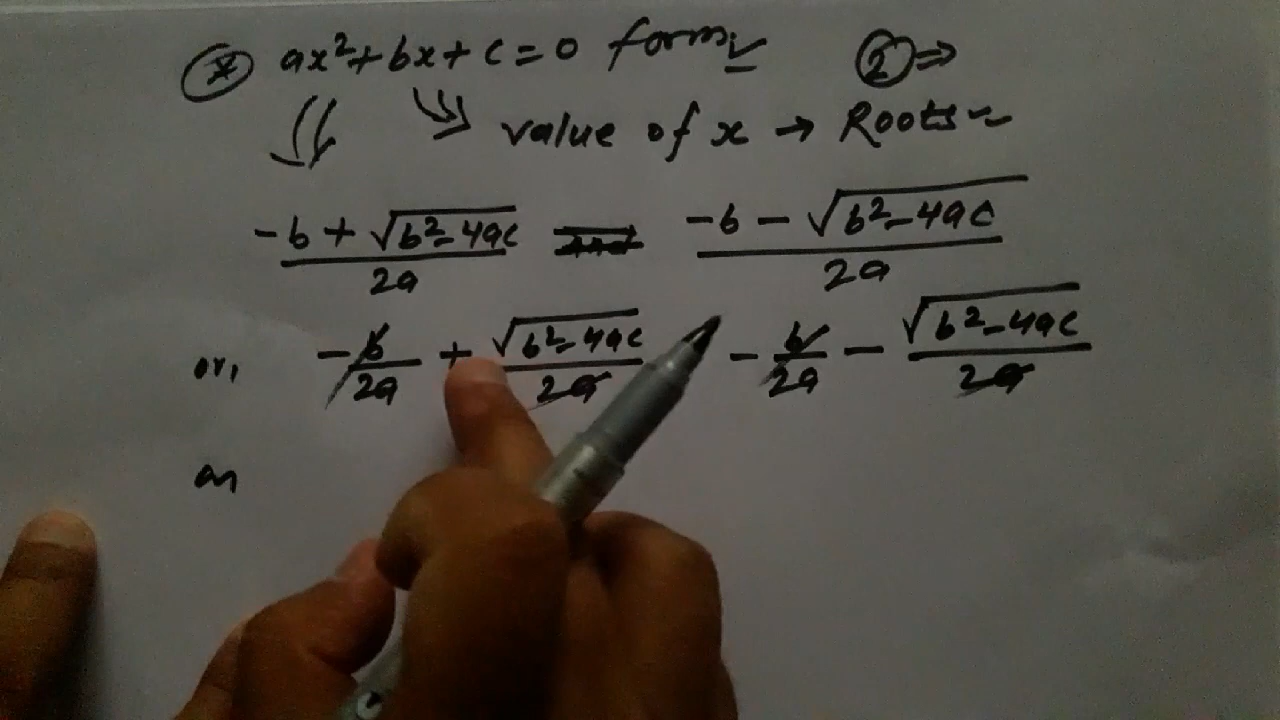 * ax²+bx+c=0 form ②⇒
value of x → Roots
-b+√b²-4ac/2a -b-√b²-4ac/2a
or, -b/2a + √b²-4ac/2a -b/2a - √b²-4ac/2a
or